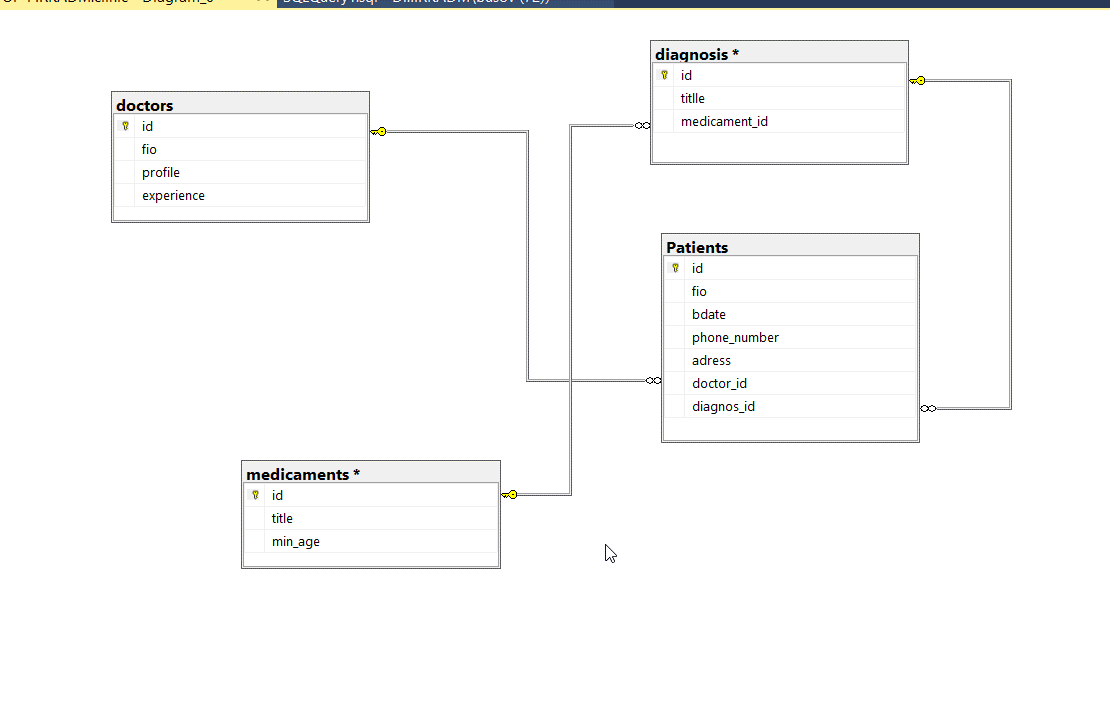 doctors
id
fio
profile
experience
diagnosis *
id
titlle
medicament_id
Patients
id
fio
bdate
phone_number
adress
doctor_id
diagnos_id
medicaments *
id
title
min_age